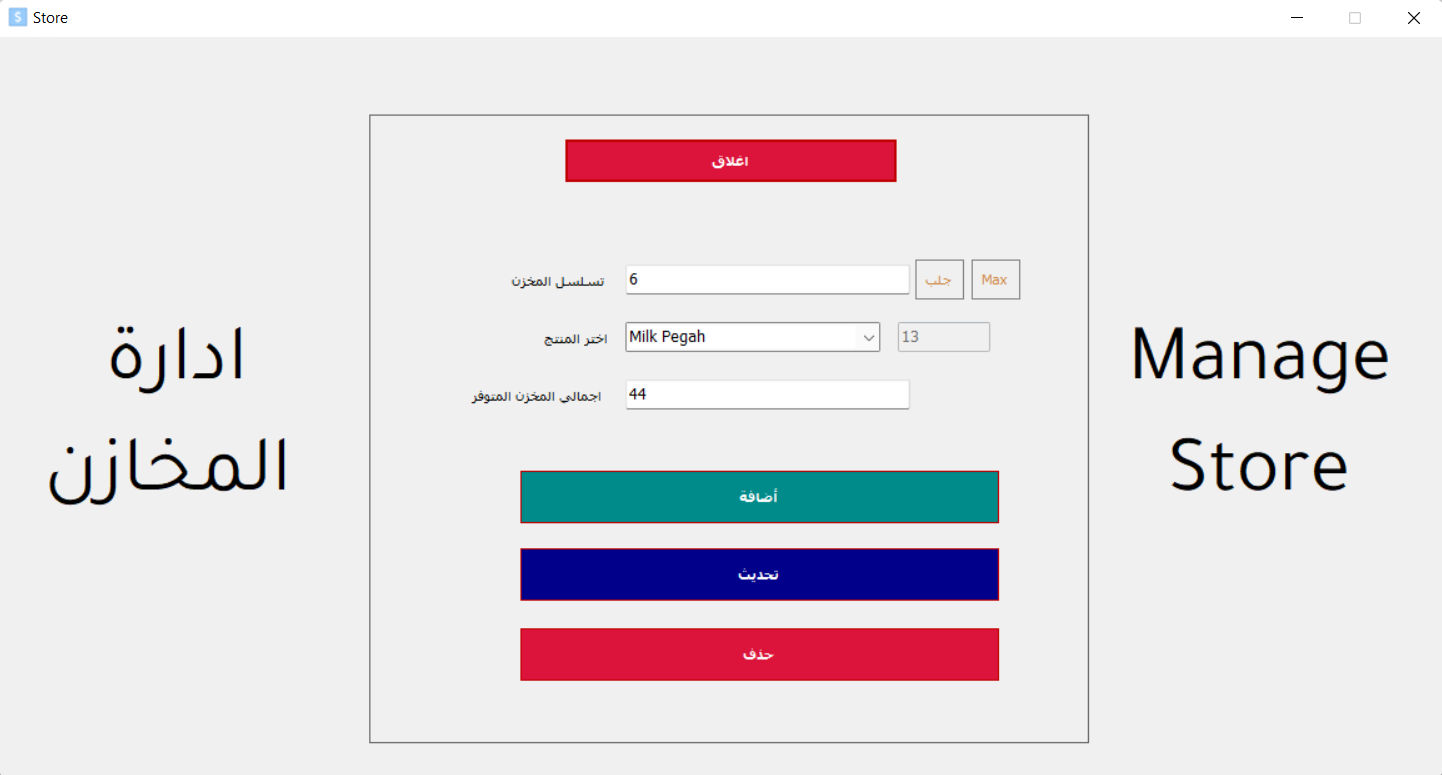 Store
اغلاق
تسلسل المخزن
6
جلب
Max
اختر المنتج
Milk Pegah
13
اجمالي المخزن المتوفر
44
أضافة
تحديث
حذف
ادارة
المخازن
Manage
Store